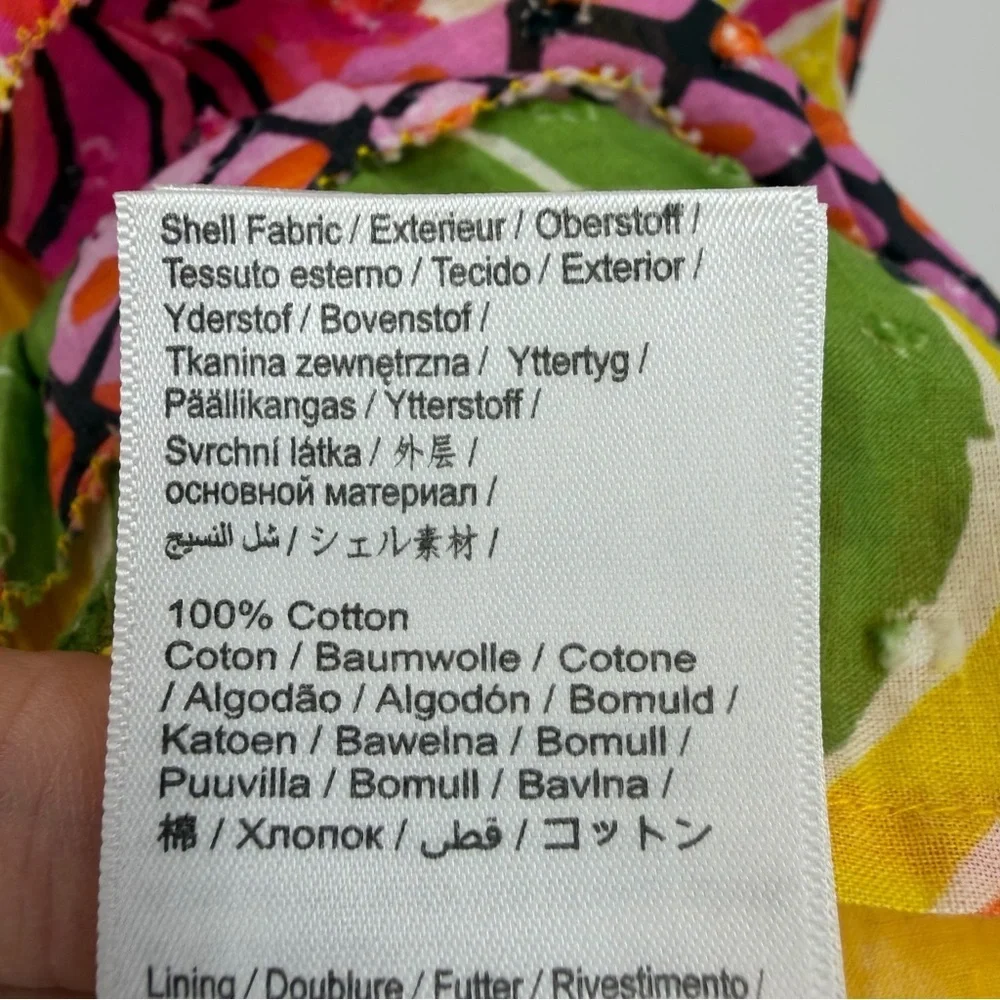 Shell Fabric / Exterieur / Oberstoff /
Tessuto esterno / Tecido / Exterior /
Yderstof / Bovenstof /
Tkanina zewnętrzna / Yttertyg /
Päällikangas / Ytterstoff /
Svrchní látka / 外层 /
основной материал /
شل النسيج / シェル素材 /
100% Cotton
Coton / Baumwolle / Cotone
/ Algodão / Algodón / Bomuld /
Katoen / Bawelna / Bomull /
Puuvilla / Bomull / Bavlna /
棉 / Хлопок / قطن / コットン
Lining / Doublure / Futter / Rivestimento /